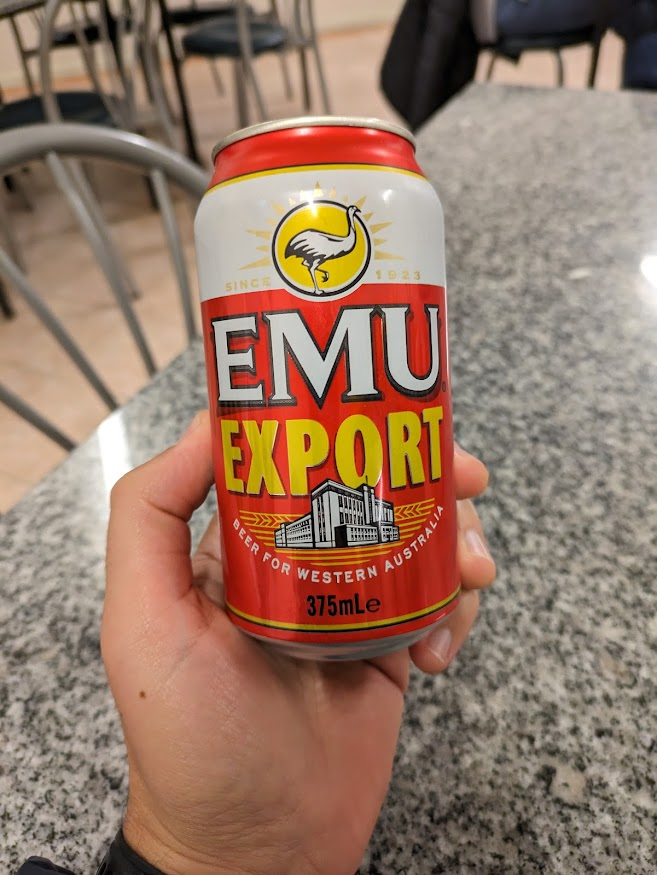 SINCE 1923
EMU
EXPORT
BEER FOR WESTERN AUSTRALIA
375mLe